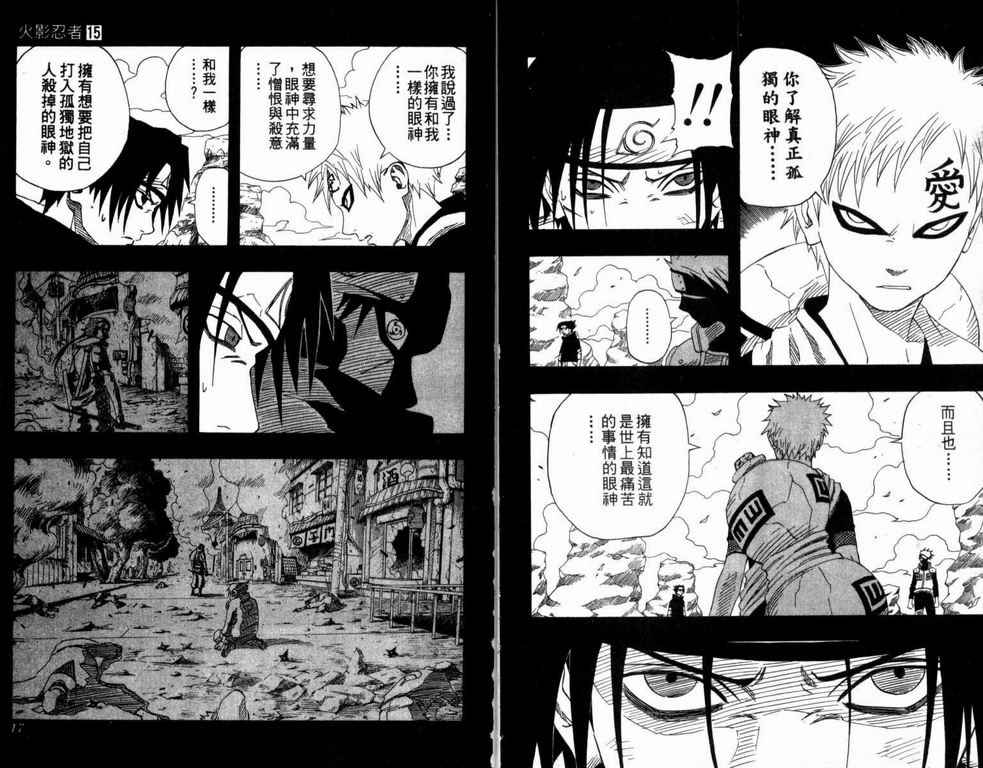 火影忍者 15
你了解真正孤
獨的眼神……
!!
……
而且也……
擁有知道這就
是世上最痛苦
的事情的眼神
……
愛
我說過了…
你擁有和我
一樣的眼神
……
想要尋求力量
，眼神中充滿
了憎恨與殺意
……
和我一樣
……?
……
擁有想要把自己
打入孤獨地獄的
人殺掉的眼神。
酒
17